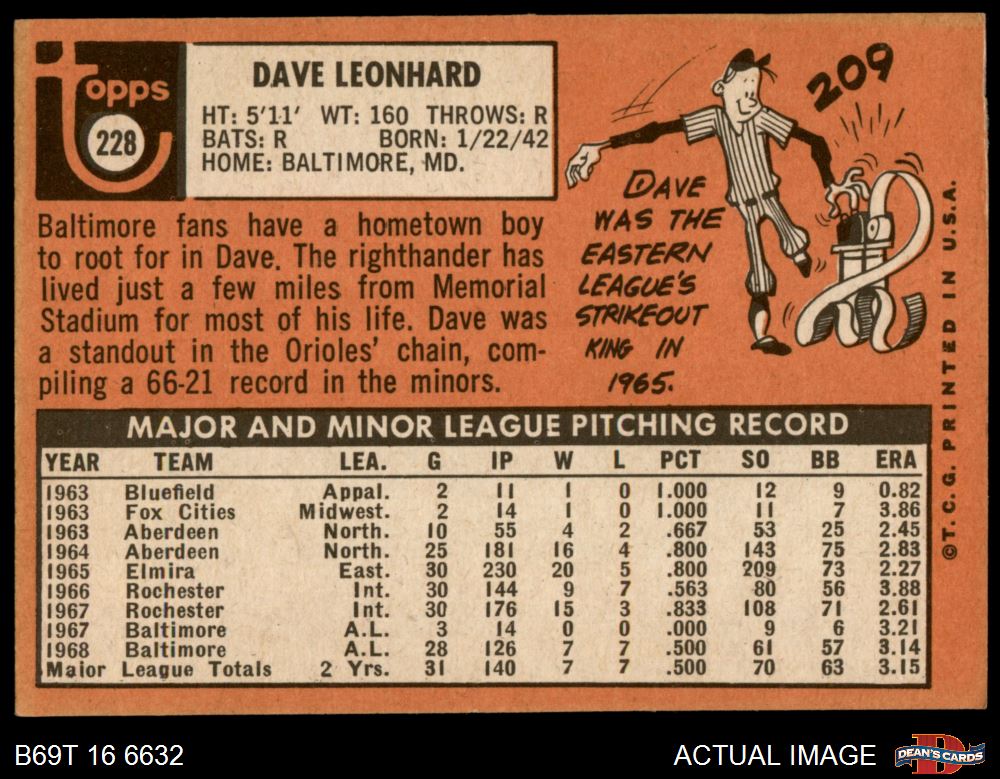 Topps
228
DAVE LEONHARD
HT: 5'11' WT: 160 THROWS: R
BATS: R BORN: 1/22/42
HOME: BALTIMORE, MD.
Baltimore fans have a hometown boy
to root for in Dave. The righthander has
lived just a few miles from Memorial
Stadium for most of his life. Dave was
a standout in the Orioles' chain, com-
piling a 66-21 record in the minors.
209
DAVE
WAS THE
EASTERN
LEAGUE'S
STRIKEOUT
KING IN
1965.
MAJOR AND MINOR LEAGUE PITCHING RECORD
YEAR TEAM LEA. G IP W L PCT SO BB ERA
1963 Bluefield Appal. 2 11 1 0 1.000 12 9 0.82
1963 Fox Cities Midwest. 2 14 1 0 1.000 11 7 3.86
1963 Aberdeen North. 10 55 4 2 .667 53 25 2.45
1964 Aberdeen North. 25 181 16 4 .800 143 75 2.83
1965 Elmira East. 30 230 20 5 .800 209 73 2.27
1966 Rochester Int. 30 144 9 7 .563 80 56 3.88
1967 Rochester Int. 30 176 15 3 .833 108 71 2.61
1967 Baltimore A.L. 3 14 0 0 .000 9 6 3.21
1968 Baltimore A.L. 28 126 7 7 .500 61 57 3.14
Major League Totals 2 Yrs. 31 140 7 7 .500 70 63 3.15
©T.C.G. PRINTED IN U.S.A.
B69T 16 6632
ACTUAL IMAGE
DEAN'S CARDS